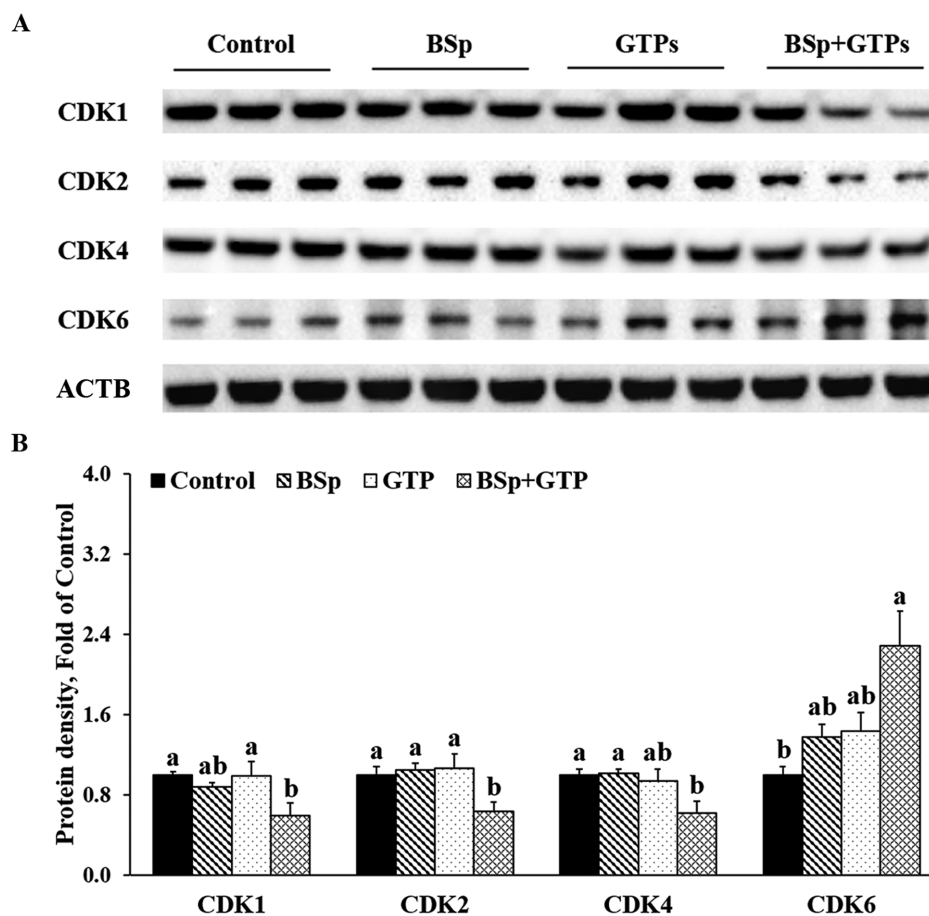 A
Control BSp GTPs BSp+GTPs
CDK1
CDK2
CDK4
CDK6
ACTB
B
Protein density, Fold of Control
4.0
3.2
2.4
1.6
0.8
0.0
Control BSp GTP BSp+GTP
a ab a b
a a a b
a a ab b
b ab ab a
CDK1 CDK2 CDK4 CDK6